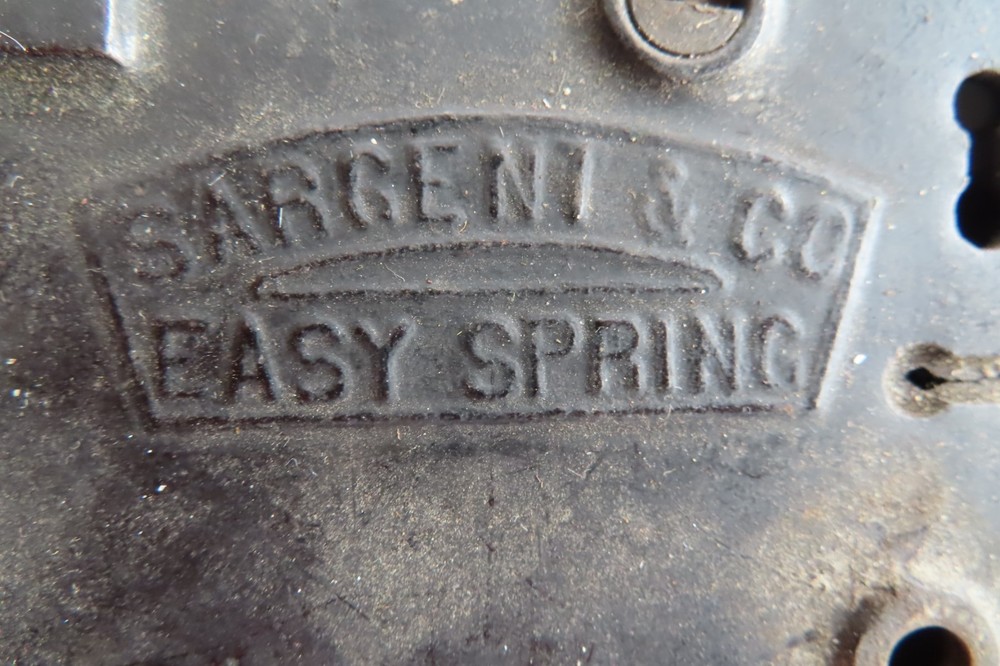 SARGENT & CO
EASY SPRING